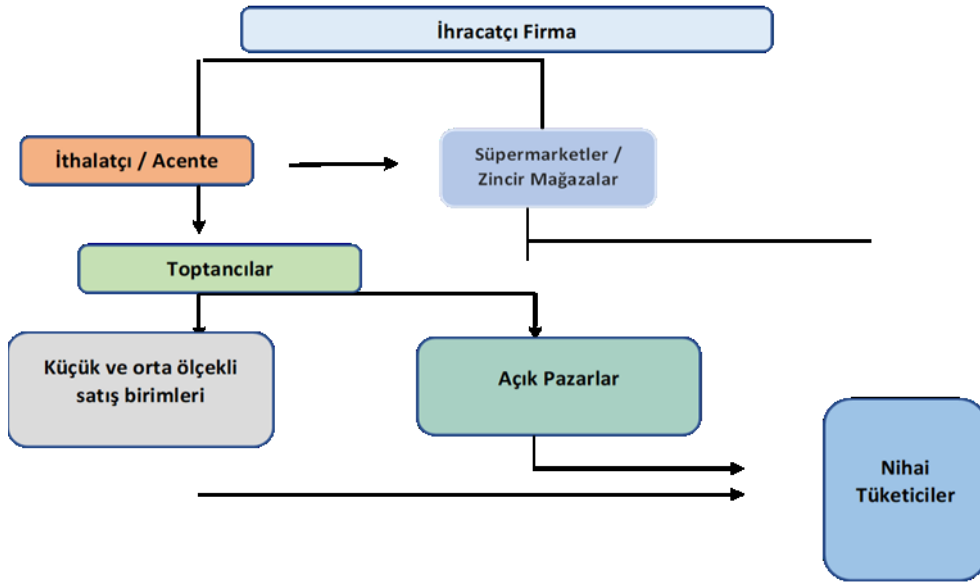 İhracatçı Firma
İthalatçı / Acente
Süpermarketler /
Zincir Mağazalar
Toptancılar
Küçük ve orta ölçekli
satış birimleri
Açık Pazarlar
Nihai
Tüketiciler